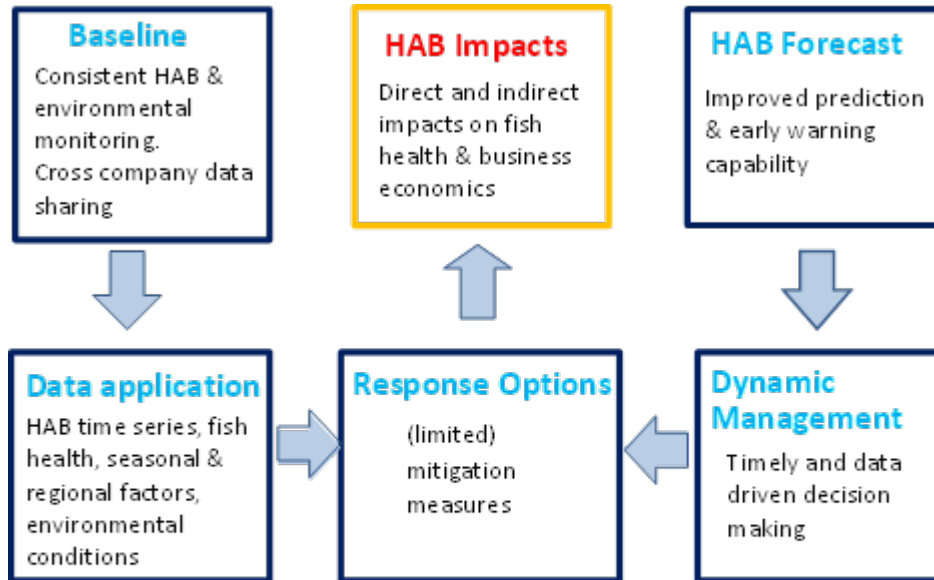 Baseline
Consistent HAB &
environmental
monitoring.
Cross company data
sharing
HAB Impacts
Direct and indirect
impacts on fish
health & business
economics
HAB Forecast
Improved prediction
& early warning
capability
Data application
HAB time series, fish
health, seasonal &
regional factors,
environmental
conditions
Response Options
(limited)
mitigation
measures
Dynamic
Management
Timely and data
driven decision
making